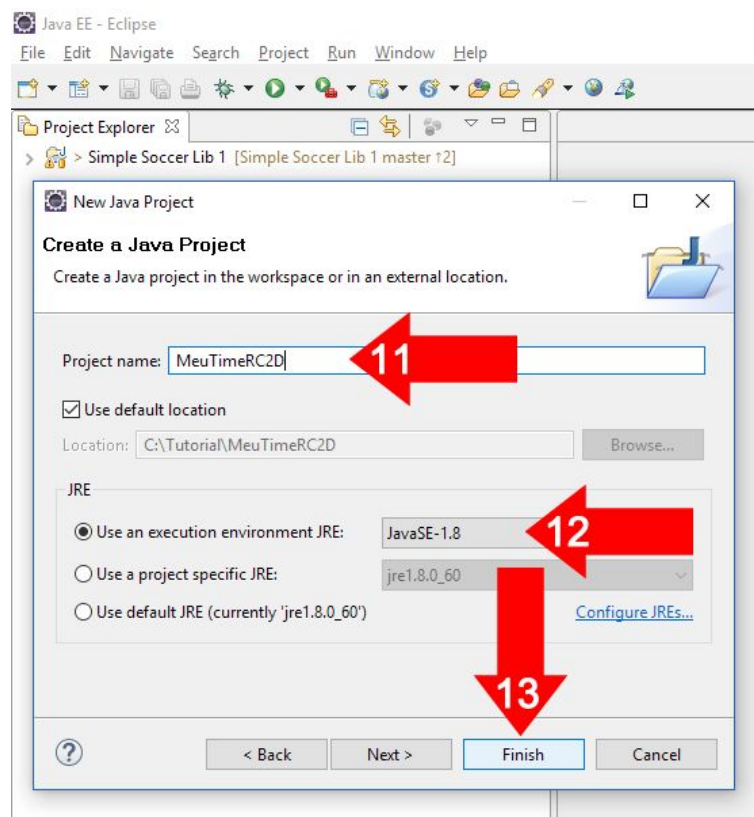 Java EE - Eclipse
File Edit Navigate Search Project Run Window Help
Project Explorer
> Simple Soccer Lib 1 [Simple Soccer Lib 1 master ↑2]
New Java Project
Create a Java Project
Create a Java project in the workspace or in an external location.
Project name: MeuTimeRC2D 11
Use default location
Location: C:\Tutorial\MeuTimeRC2D Browse...
JRE
Use an execution environment JRE: JavaSE-1.8 12
Use a project specific JRE: jre1.8.0_60
Use default JRE (currently 'jre1.8.0_60') Configure JREs...
13
? < Back Next > Finish Cancel